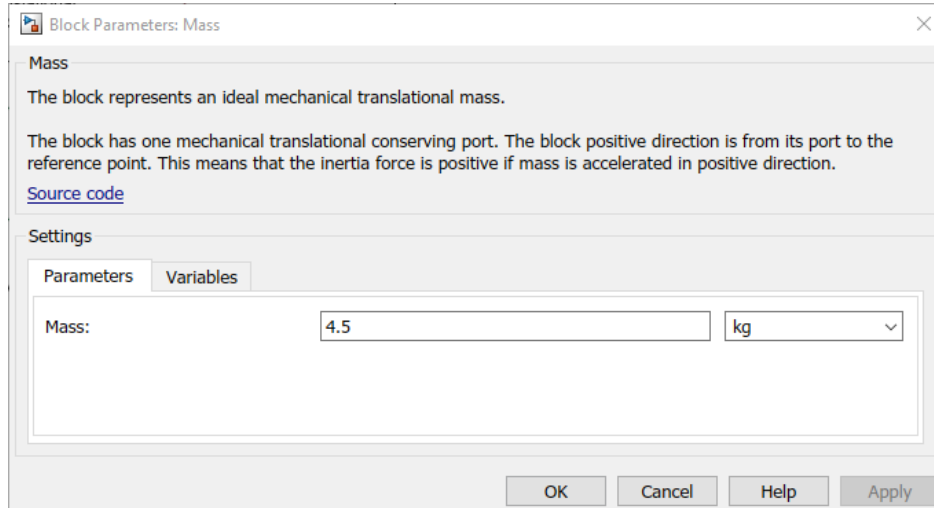 Block Parameters: Mass
Mass
The block represents an ideal mechanical translational mass.
The block has one mechanical translational conserving port. The block positive direction is from its port to the
reference point. This means that the inertia force is positive if mass is accelerated in positive direction.
Source code
Settings
Parameters Variables
Mass: 4.5 kg
OK Cancel Help Apply